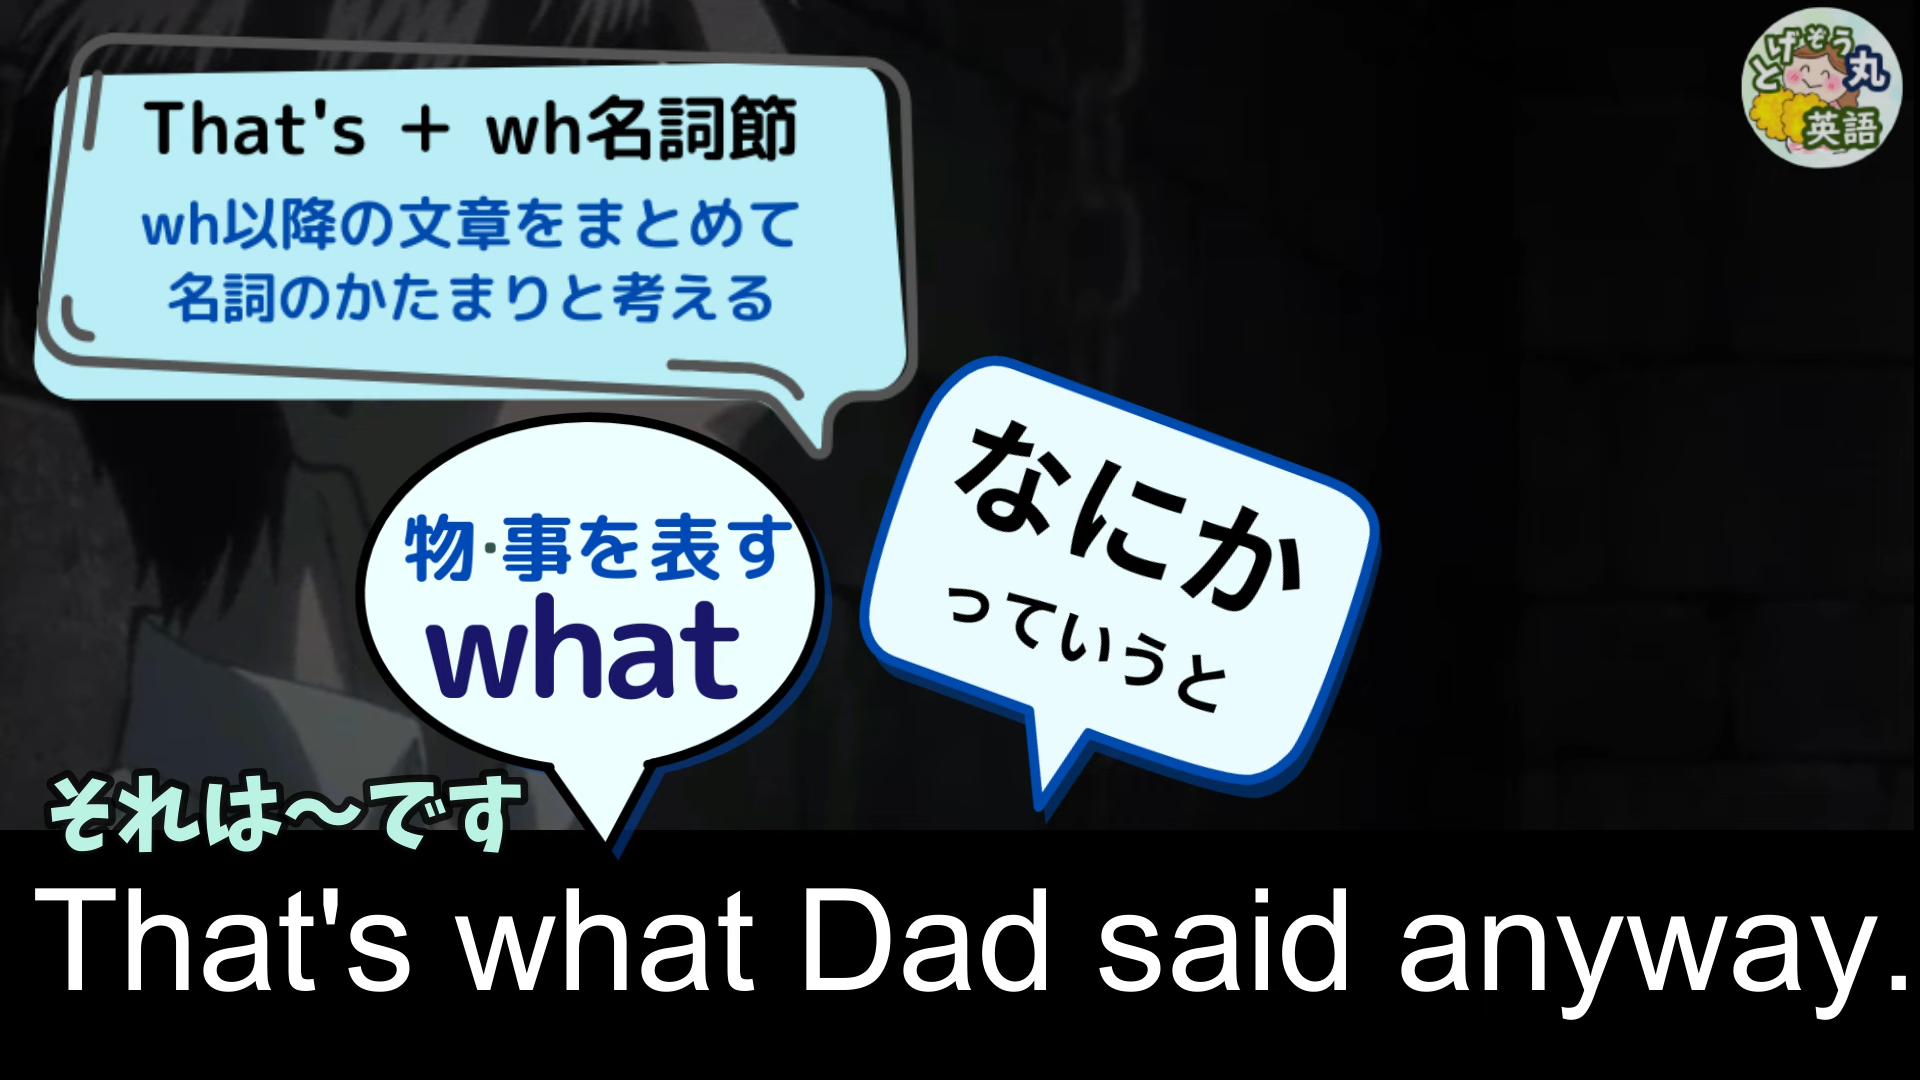 That's + wh名詞節
wh以降の文章をまとめて
名詞のかたまりと考える
とげぞう丸
英語
なにか
っていうと
物・事を表す
what
それは～です
That's what Dad said anyway.